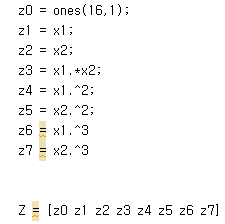 z0 = ones(16,1);
z1 = x1;
z2 = x2;
z3 = x1.*x2;
z4 = x1.^2;
z5 = x2.^2;
z6 = x1.^3
z7 = x2.^3
Z = [z0 z1 z2 z3 z4 z5 z6 z7]